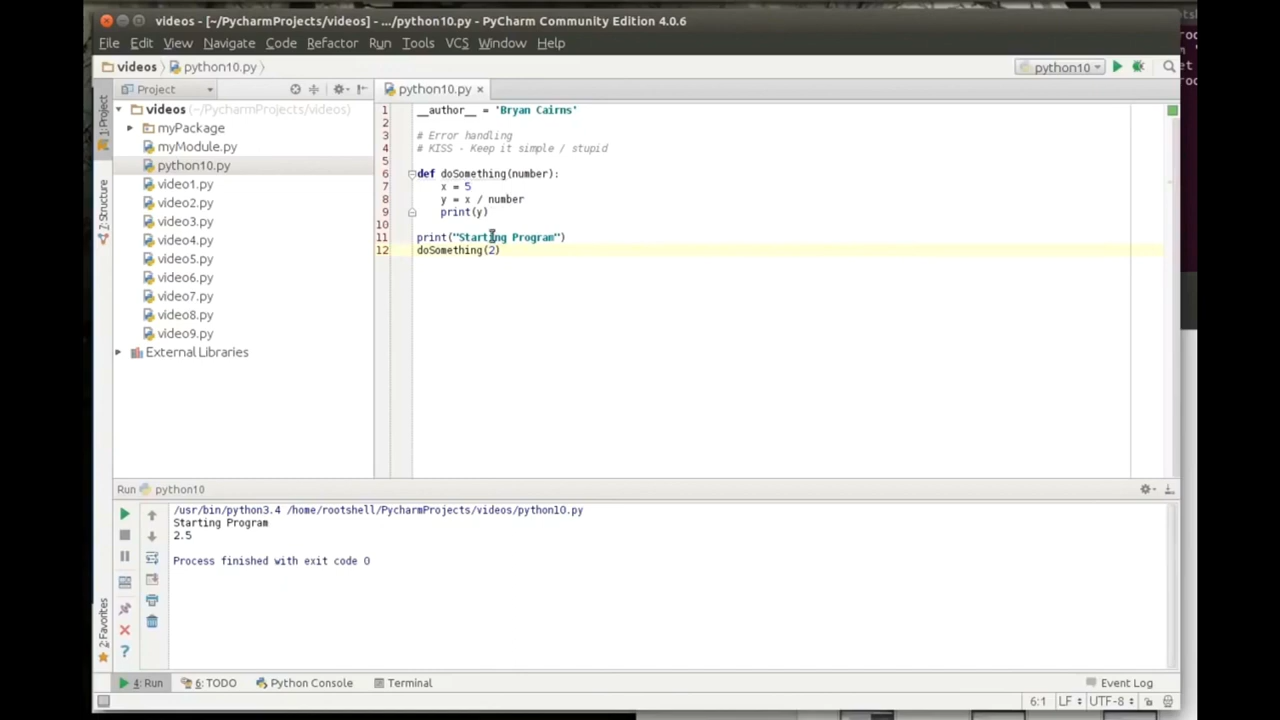 videos - [~/PycharmProjects/videos] - .../python10.py - PyCharm Community Edition 4.0.6
File Edit View Navigate Code Refactor Run Tools VCS Window Help
videos python10.py python10
Project python10.py
1: Project
Z: Structure
2: Favorites
videos (~/PycharmProjects/videos)
myPackage
myModule.py
python10.py
video1.py
video2.py
video3.py
video4.py
video5.py
video6.py
video7.py
video8.py
video9.py
External Libraries
1 __author__ = 'Bryan Cairns'
2
3 # Error handling
4 # KISS - Keep it simple / stupid
5
6 def doSomething(number):
7 x = 5
8 y = x / number
9 print(y)
10
11 print("Starting Program")
12 doSomething(2)
Run python10
/usr/bin/python3.4 /home/rootshell/PycharmProjects/videos/python10.py
Starting Program
2.5
Process finished with exit code 0
4: Run 6: TODO Python Console Terminal Event Log
6:1 LF UTF-8